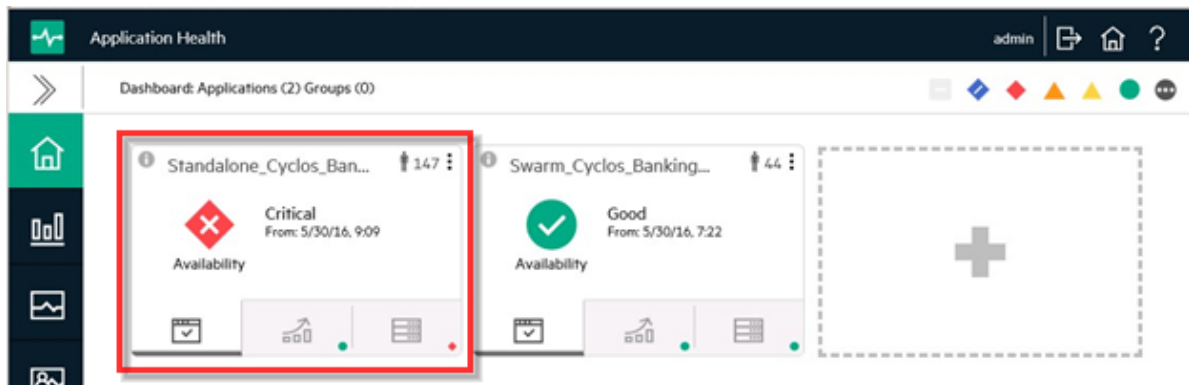 Application Health
admin
?
Dashboard: Applications (2) Groups (0)
Standalone_Cyclos_Ban... 147
Critical
From: 5/30/16, 9:09
Availability
Swarm_Cyclos_Banking... 44
Good
From: 5/30/16, 7:22
Availability